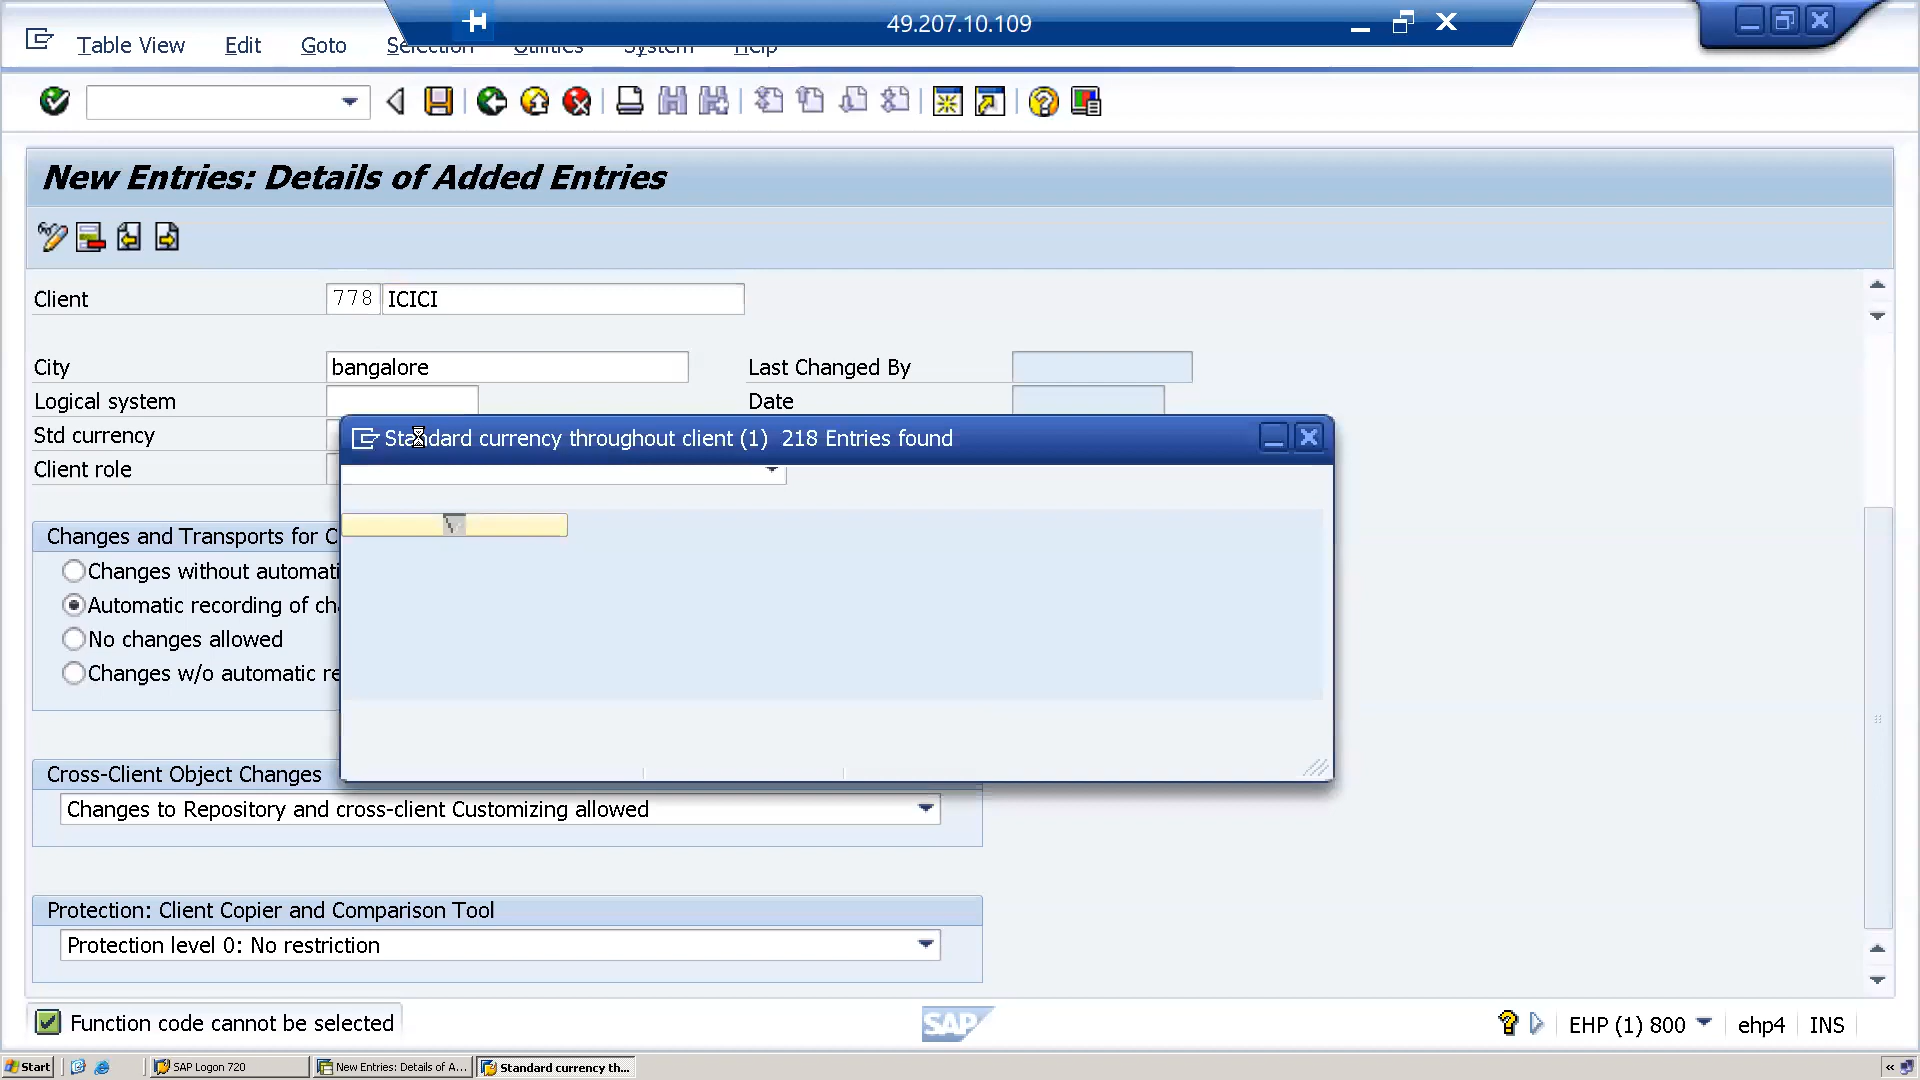 49.207.10.109
Table View Edit Goto Selection Utilities System Help
New Entries: Details of Added Entries
Client 778 ICICI
City bangalore Last Changed By
Logical system Date
Std currency
Client role
Standard currency throughout client (1) 218 Entries found
Changes and Transports for C
Changes without automati
Automatic recording of cha
No changes allowed
Changes w/o automatic re
Cross-Client Object Changes
Changes to Repository and cross-client Customizing allowed
Protection: Client Copier and Comparison Tool
Protection level 0: No restriction
Function code cannot be selected
SAP
EHP (1) 800 ehp4 INS
Start SAP Logon 720 New Entries: Details of A... Standard currency th...